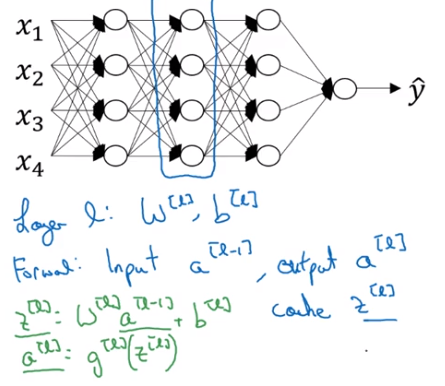 x₁
x₂
x₃
x₄
ŷ
Layer l: W^[l], b^[l]
Forward: Input a^[l-1], output a^[l]
cache z^[l]
z^[l] = W^[l] a^[l-1] + b^[l]
a^[l] = g^[l](z^[l])